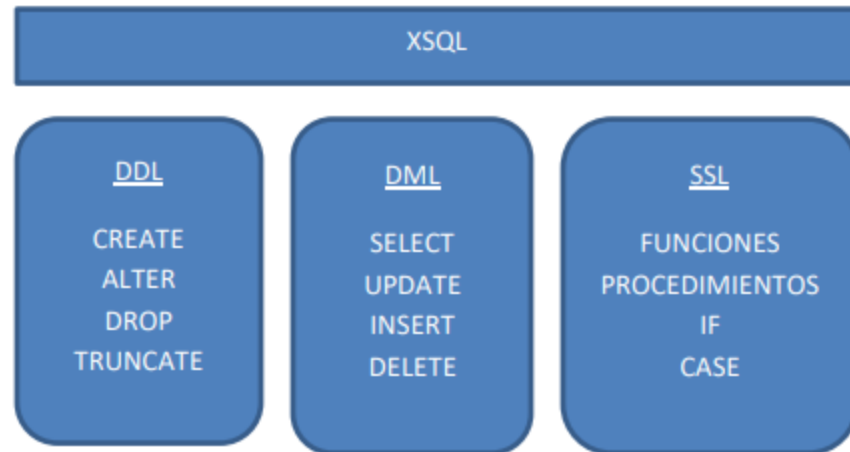 XSQL
DDL
CREATE
ALTER
DROP
TRUNCATE
DML
SELECT
UPDATE
INSERT
DELETE
SSL
FUNCIONES
PROCEDIMIENTOS
IF
CASE